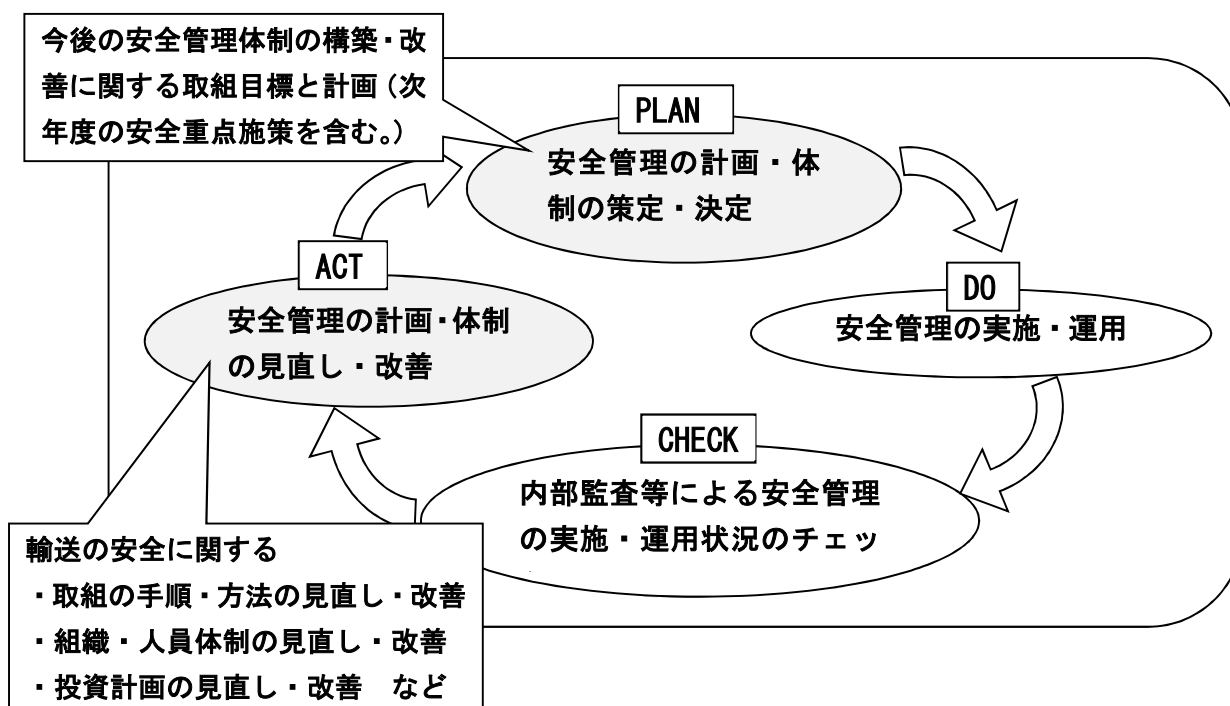 今後の安全管理体制の構築・改
善に関する取組目標と計画(次
年度の安全重点施策を含む。)
PLAN
安全管理の計画・体
制の策定・決定
ACT
安全管理の計画・体制
の見直し・改善
DO
安全管理の実施・運用
CHECK
内部監査等による安全管理
の実施・運用状況のチェッ
輸送の安全に関する
・取組の手順・方法の見直し・改善
・組織・人員体制の見直し・改善
・投資計画の見直し・改善 など